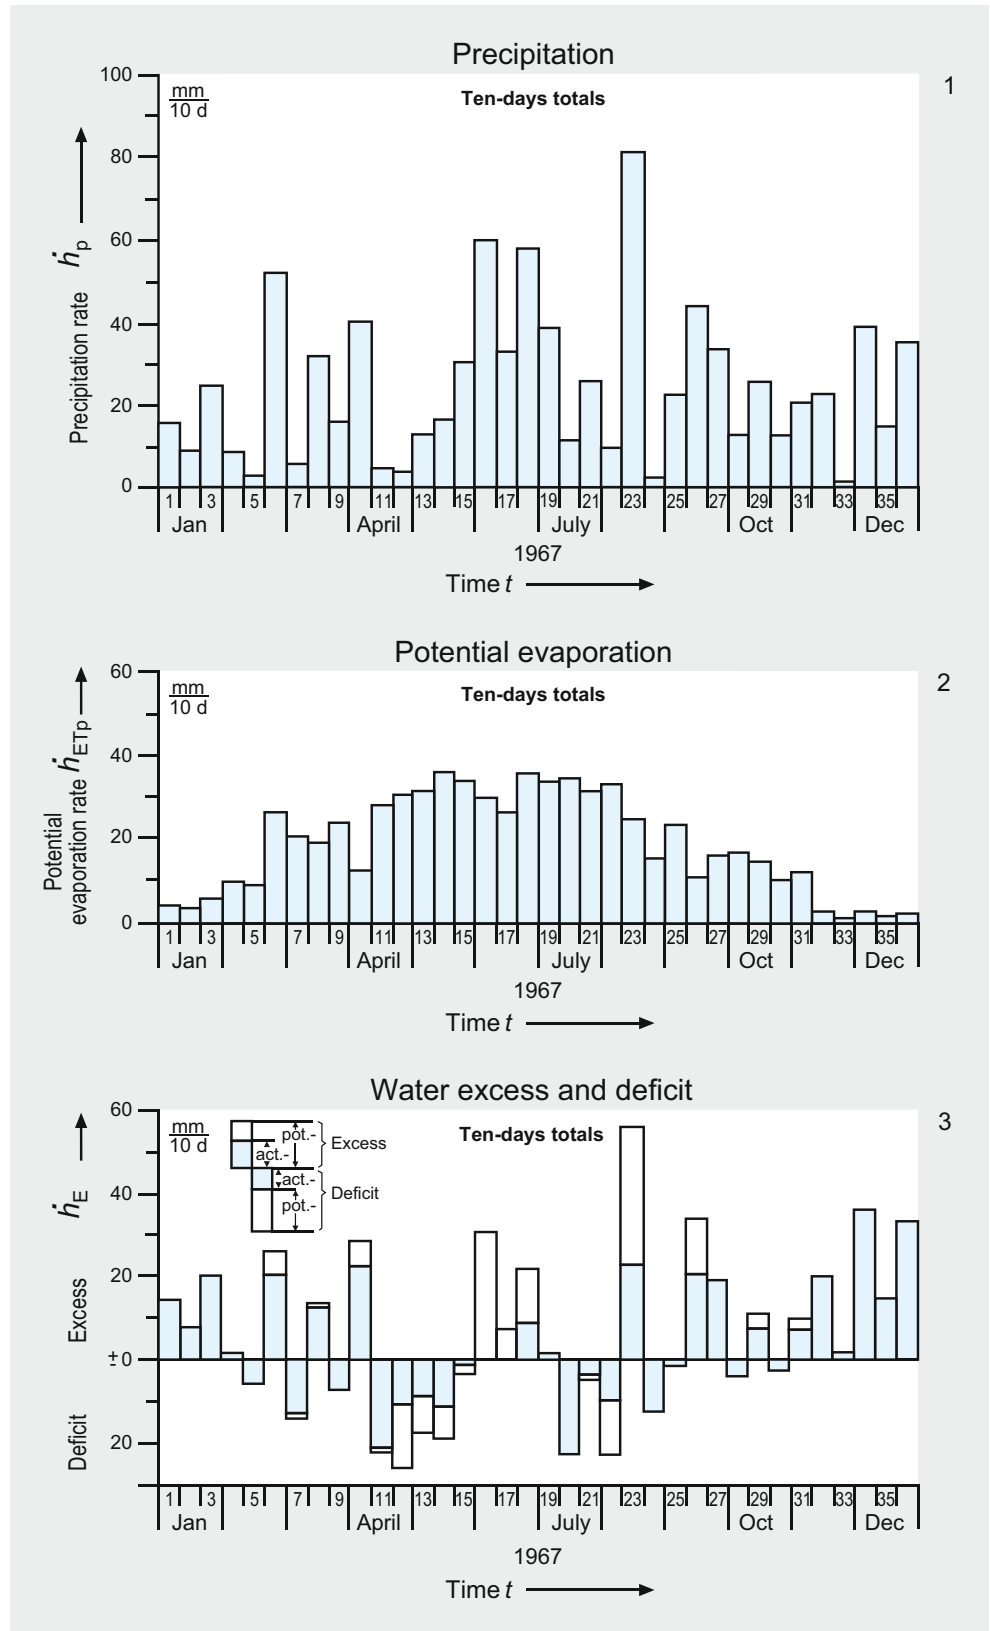 Precipitation
1
mm
10 d
Ten-days totals
100
80
60
40
20
0
Precipitation rate ḣp
1 3 5 7 9 11 13 15 17 19 21 23 25 27 29 31 33 35
Jan April July Oct Dec
1967
Time t
Potential evaporation
2
mm
10 d
Ten-days totals
60
40
20
0
Potential
evaporation rate ḣETp
1 3 5 7 9 11 13 15 17 19 21 23 25 27 29 31 33 35
Jan April July Oct Dec
1967
Time t
Water excess and deficit
3
mm
10 d
Ten-days totals
pot.-
act.-
Excess
act.-
pot.-
Deficit
60
40
20
±0
20
ḣE
Excess
Deficit
1 3 5 7 9 11 13 15 17 19 21 23 25 27 29 31 33 35
Jan April July Oct Dec
1967
Time t